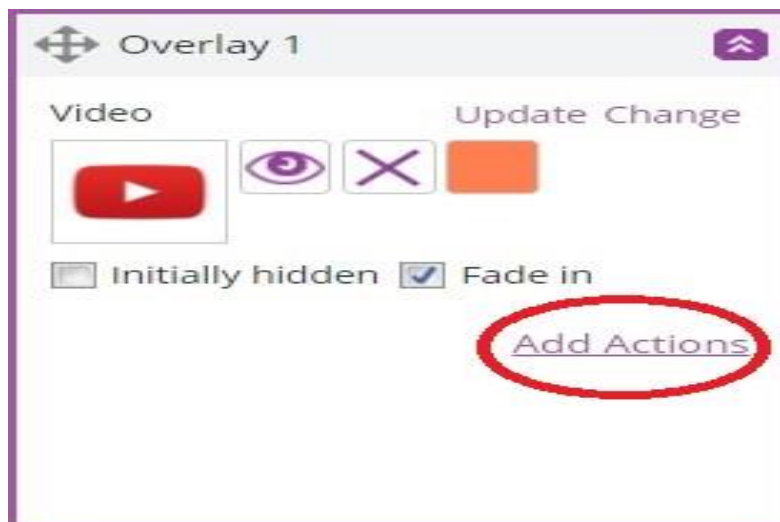 Overlay 1
Video Update Change
Initially hidden Fade in
Add Actions